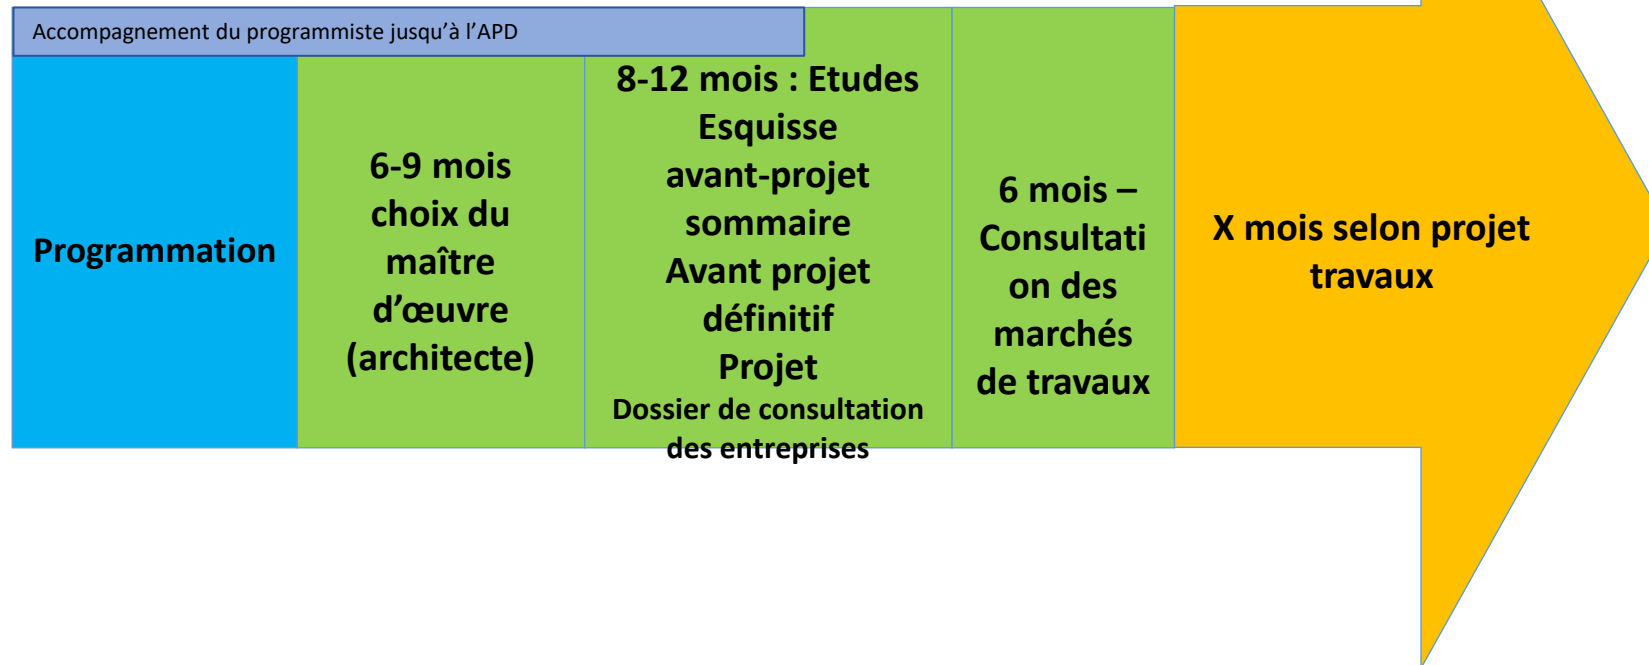 Accompagnement du programmiste jusqu’à l’APD
Programmation
6-9 mois
choix du
maître
d’œuvre
(architecte)
8-12 mois : Etudes
Esquisse
avant-projet
sommaire
Avant projet
définitif
Projet
Dossier de consultation
des entreprises
6 mois –
Consultati
on des
marchés
de travaux
X mois selon projet
travaux